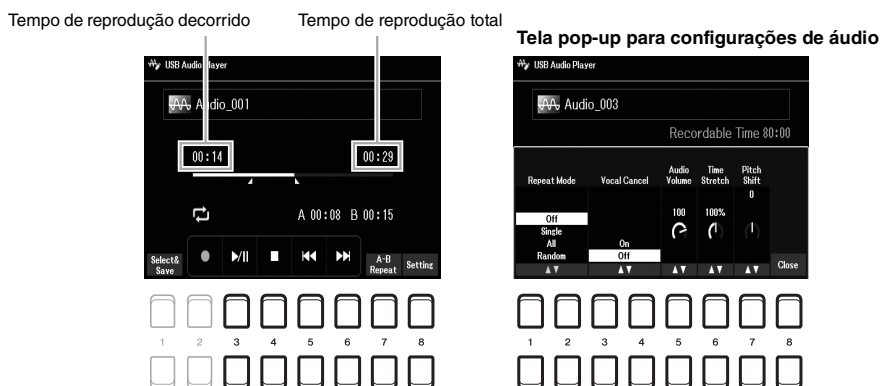 Tempo de reprodução decorrido
Tempo de reprodução total
USB Audio Player
Audio_001
00:14
00:29
A 00:08 B 00:15
Select&
Save
A-B
Repeat
Setting
1 2 3 4 5 6 7 8
Tela pop-up para configurações de áudio
USB Audio Player
Audio_003
Recordable Time 80:00
Repeat Mode
Vocal Cancel
Audio
Volume
Time
Stretch
Pitch
Shift
0
100
100%
Off
Single
All
Random
On
Off
Close
1 2 3 4 5 6 7 8